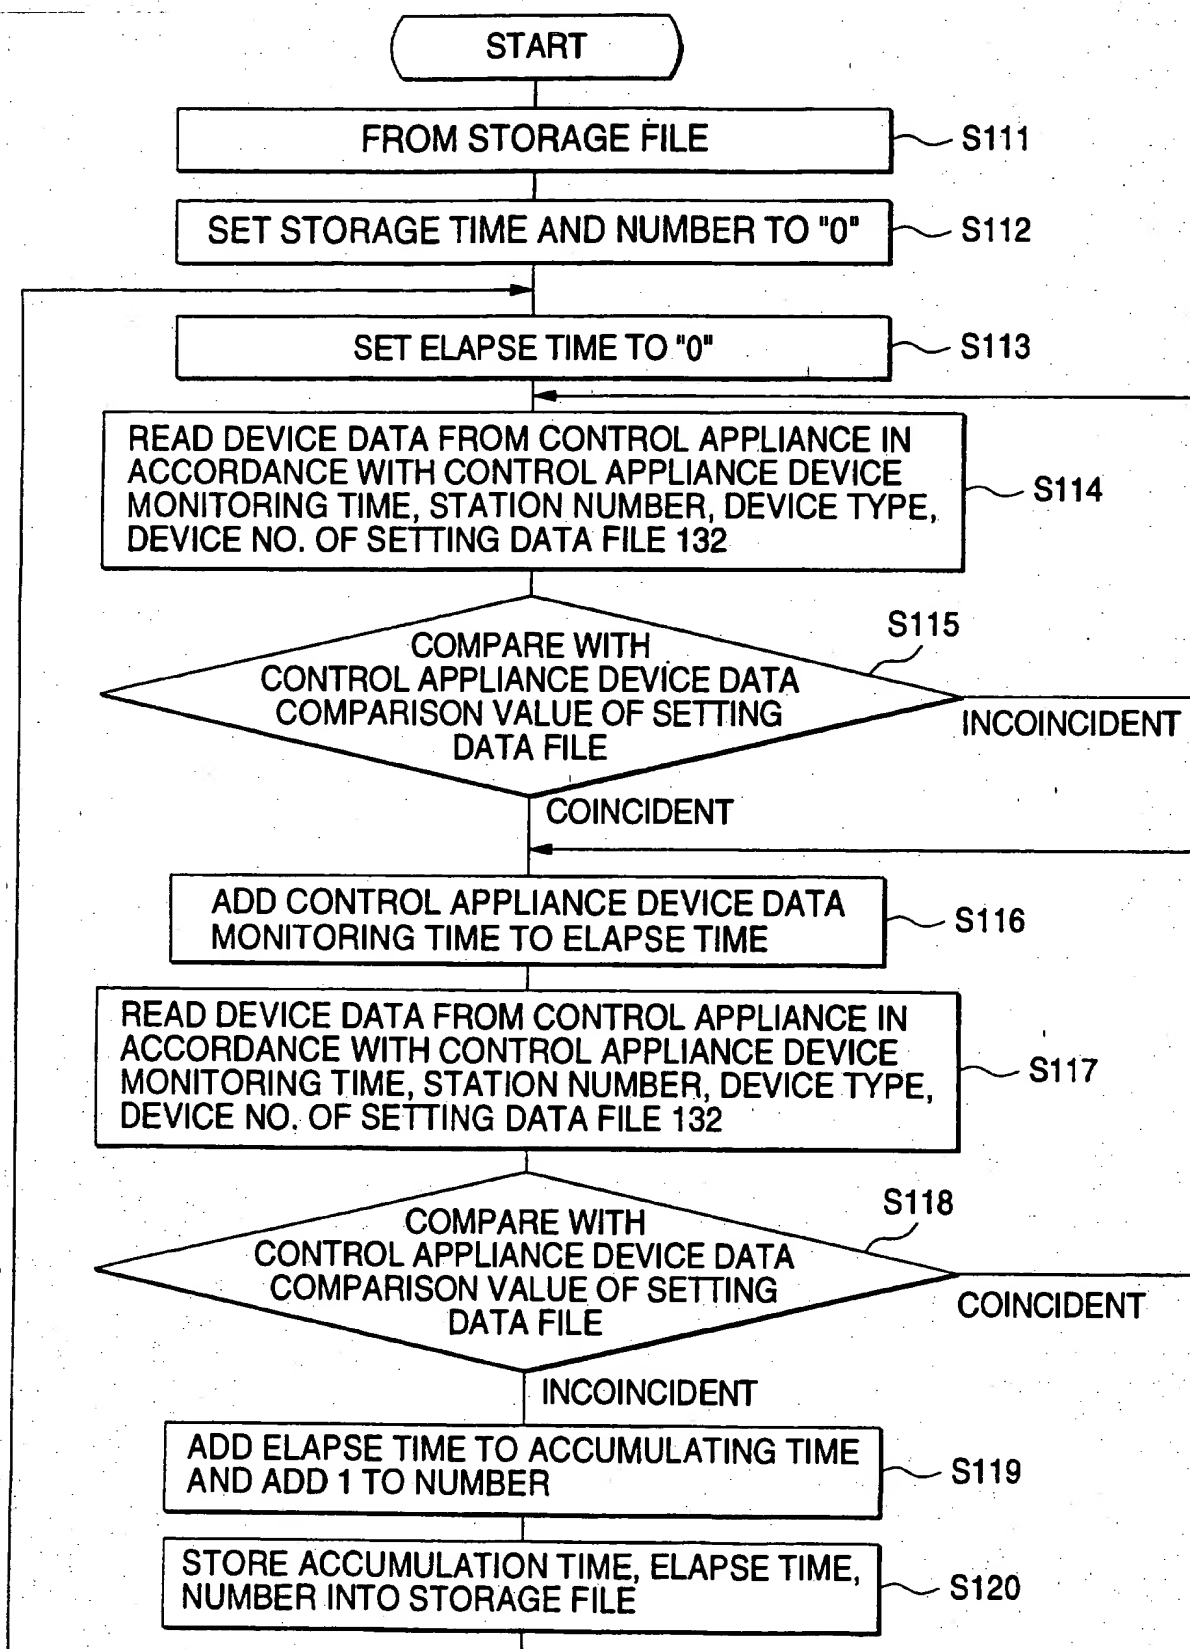 START
FROM STORAGE FILE
S111
SET STORAGE TIME AND NUMBER TO "0"
S112
SET ELAPSE TIME TO "0"
S113
READ DEVICE DATA FROM CONTROL APPLIANCE IN
ACCORDANCE WITH CONTROL APPLIANCE DEVICE
MONITORING TIME, STATION NUMBER, DEVICE TYPE,
DEVICE NO. OF SETTING DATA FILE 132
S114
COMPARE WITH
CONTROL APPLIANCE DEVICE DATA
COMPARISON VALUE OF SETTING
DATA FILE
S115
INCOINCIDENT
COINCIDENT
ADD CONTROL APPLIANCE DEVICE DATA
MONITORING TIME TO ELAPSE TIME
S116
READ DEVICE DATA FROM CONTROL APPLIANCE IN
ACCORDANCE WITH CONTROL APPLIANCE DEVICE
MONITORING TIME, STATION NUMBER, DEVICE TYPE,
DEVICE NO. OF SETTING DATA FILE 132
S117
COMPARE WITH
CONTROL APPLIANCE DEVICE DATA
COMPARISON VALUE OF SETTING
DATA FILE
S118
COINCIDENT
INCOINCIDENT
ADD ELAPSE TIME TO ACCUMULATING TIME
AND ADD 1 TO NUMBER
S119
STORE ACCUMULATION TIME, ELAPSE TIME,
NUMBER INTO STORAGE FILE
S120